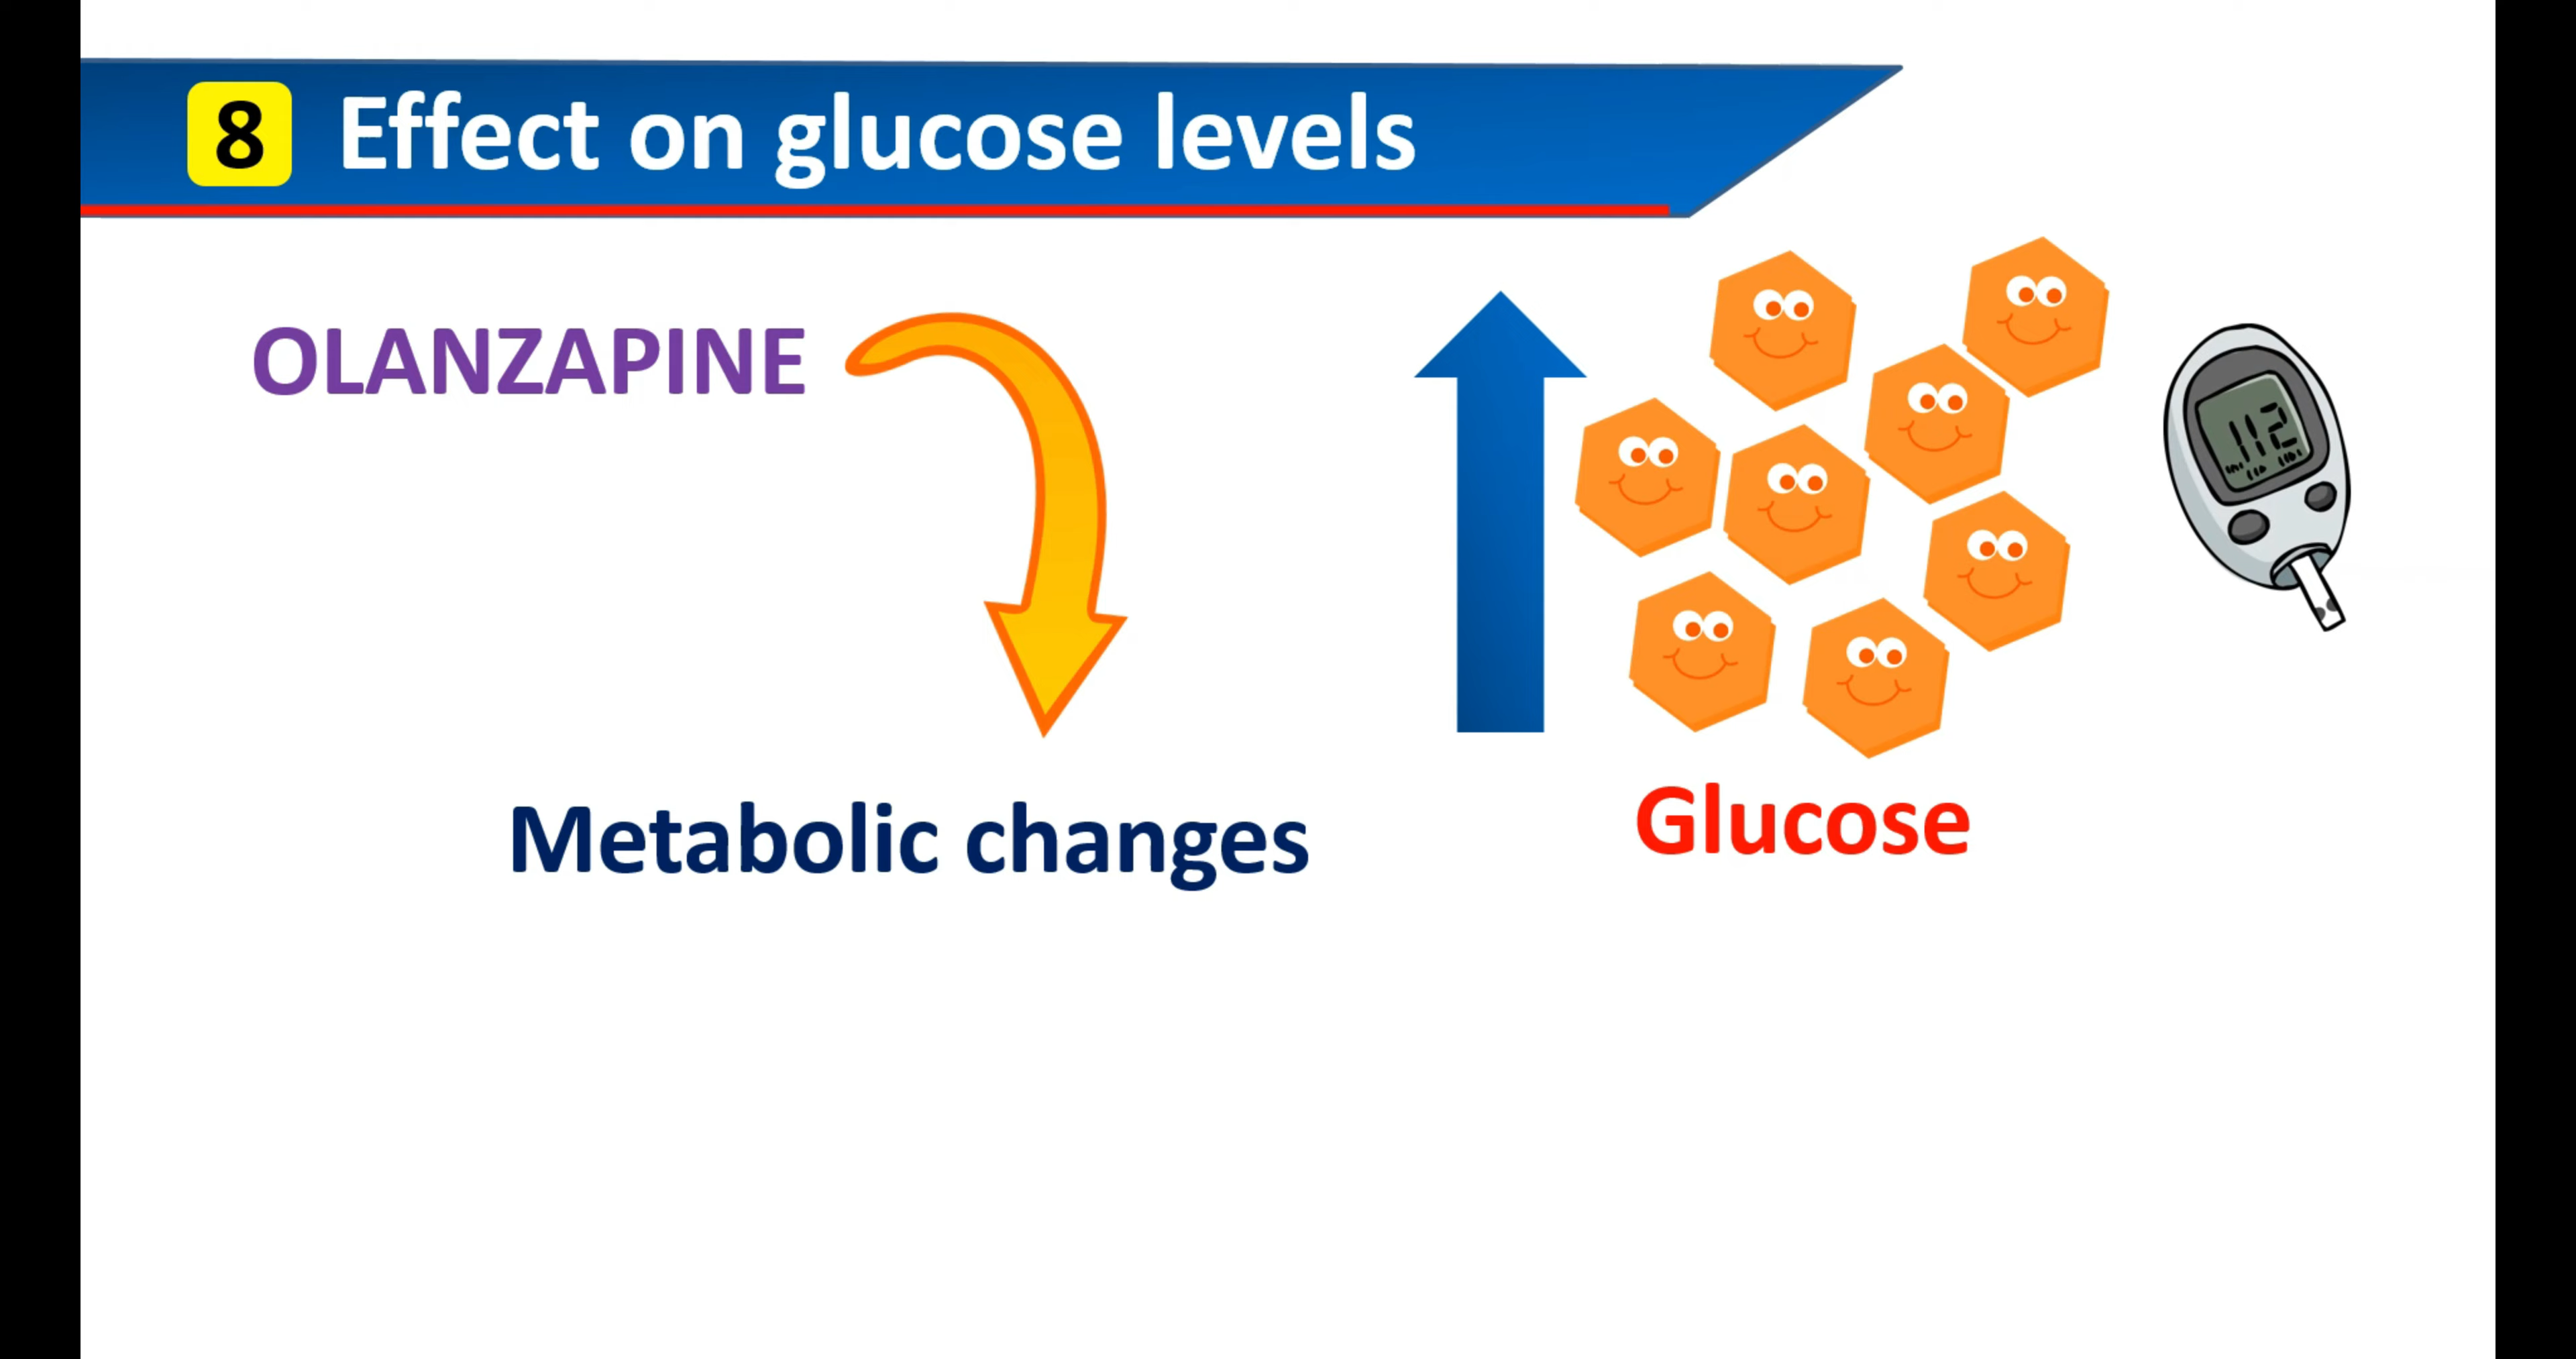 8 Effect on glucose levels
OLANZAPINE
112
Metabolic changes
Glucose